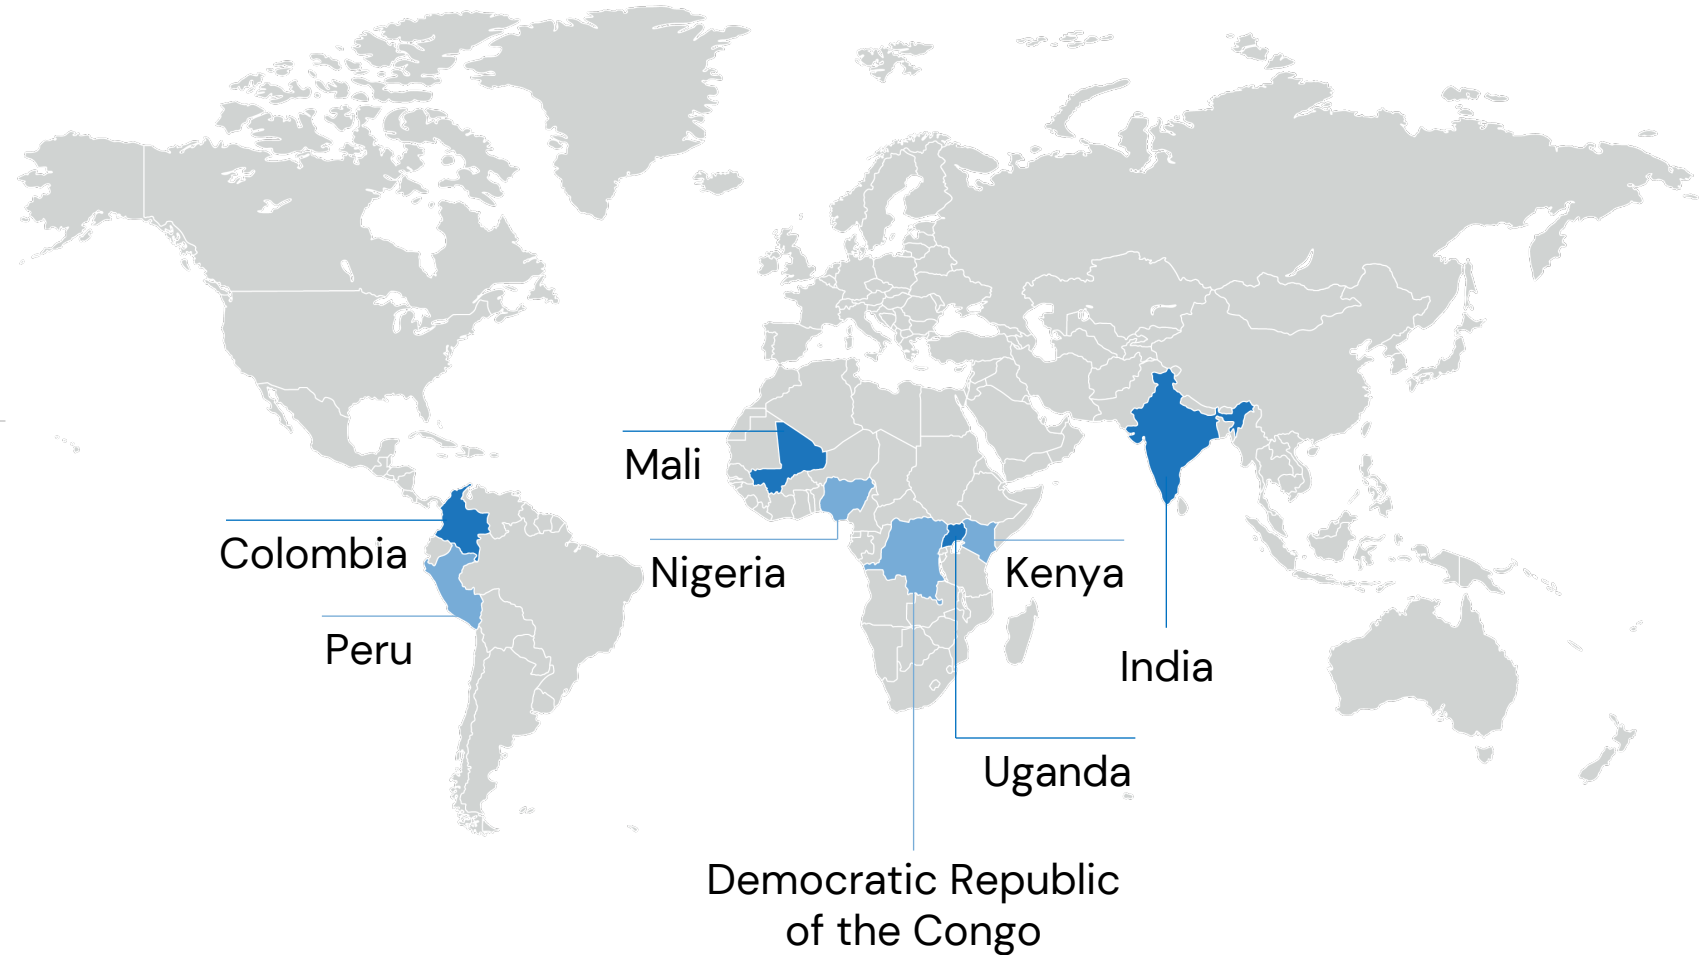 Mali
Colombia
Nigeria
Kenya
Peru
India
Uganda
Democratic Republic
of the Congo